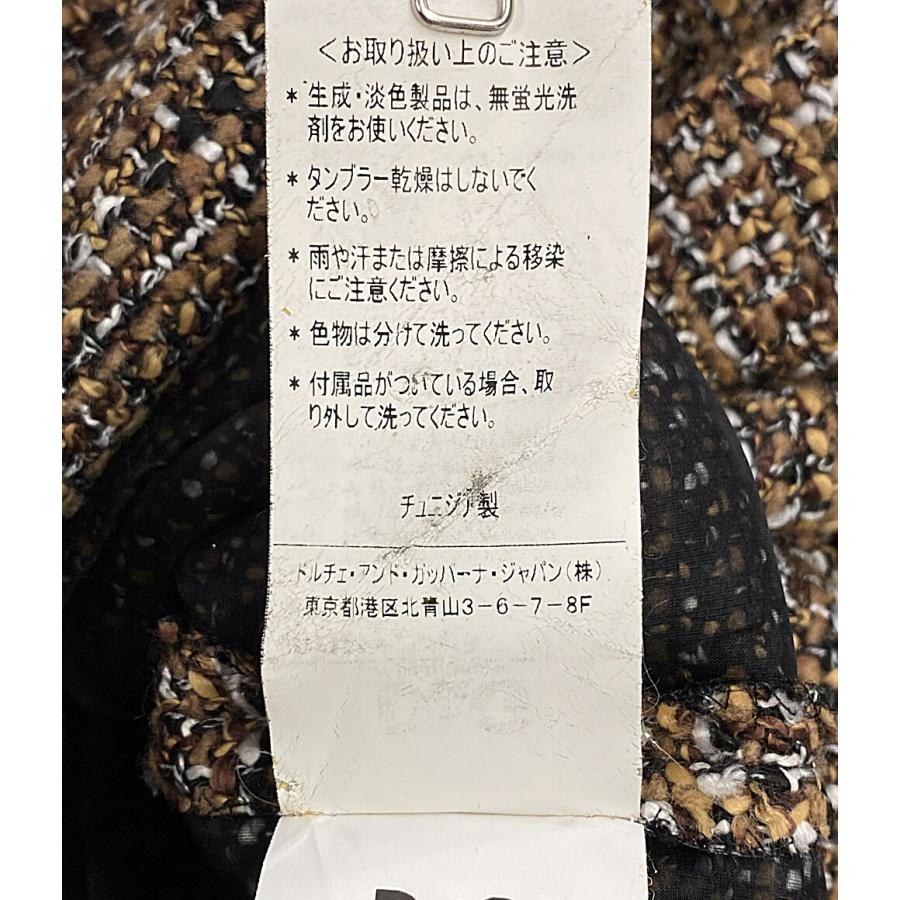 ＜お取り扱い上のご注意＞
＊ 生成・淡色製品は、無蛍光洗
剤をお使いください。
＊ タンブラー乾燥はしないでく
ださい。
＊ 雨や汗または摩擦による移染
にご注意ください。
＊ 色物は分けて洗ってください。
＊ 付属品がついている場合、取
り外して洗ってください。
チュニジア製
ドルチェ・アンド・ガッバーナ・ジャパン（株）
東京都港区北青山3-6-7-8F